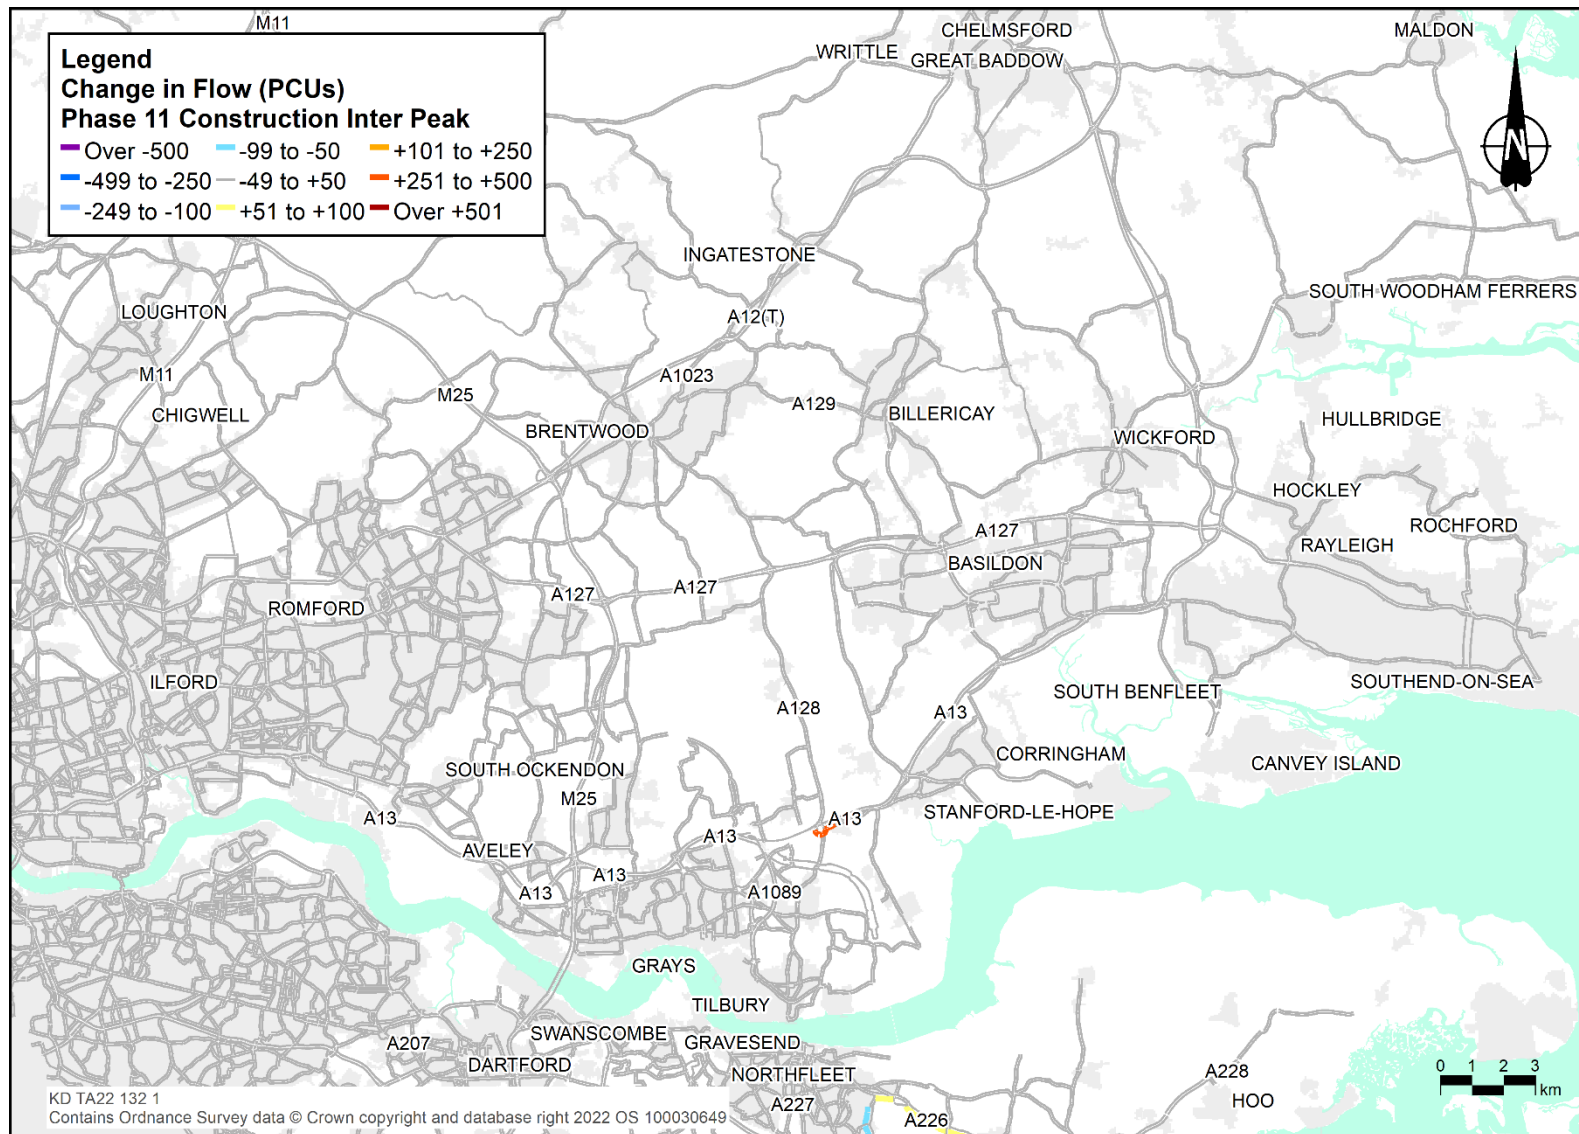 M11
Legend
Change in Flow (PCUs)
Phase 11 Construction Inter Peak
Over -500
-99 to -50
+101 to +250
-499 to -250
-49 to +50
+251 to +500
-249 to -100
+51 to +100
Over +501
CHELMSFORD
WRITTLE
GREAT BADDOW
MALDON
N
INGATESTONE
SOUTH WOODHAM FERRERS
LOUGHTON
A12(T)
M11
A1023
M25
A129
CHIGWELL
BILLERICAY
HULLBRIDGE
BRENTWOOD
WICKFORD
HOCKLEY
A127
ROCHFORD
RAYLEIGH
BASILDON
A127
A127
ROMFORD
ILFORD
SOUTH BENFLEET
SOUTHEND-ON-SEA
A128
A13
CORRINGHAM
CANVEY ISLAND
SOUTH OCKENDON
M25
STANFORD-LE-HOPE
A13
A13
A13
AVELEY
A13
A13
A1089
GRAYS
TILBURY
SWANSCOMBE
A207
GRAVESEND
DARTFORD
NORTHFLEET
A228
0 1 2 3
km
HOO
A227
A226
KD TA22 132 1
Contains Ordnance Survey data © Crown copyright and database right 2022 OS 100030649